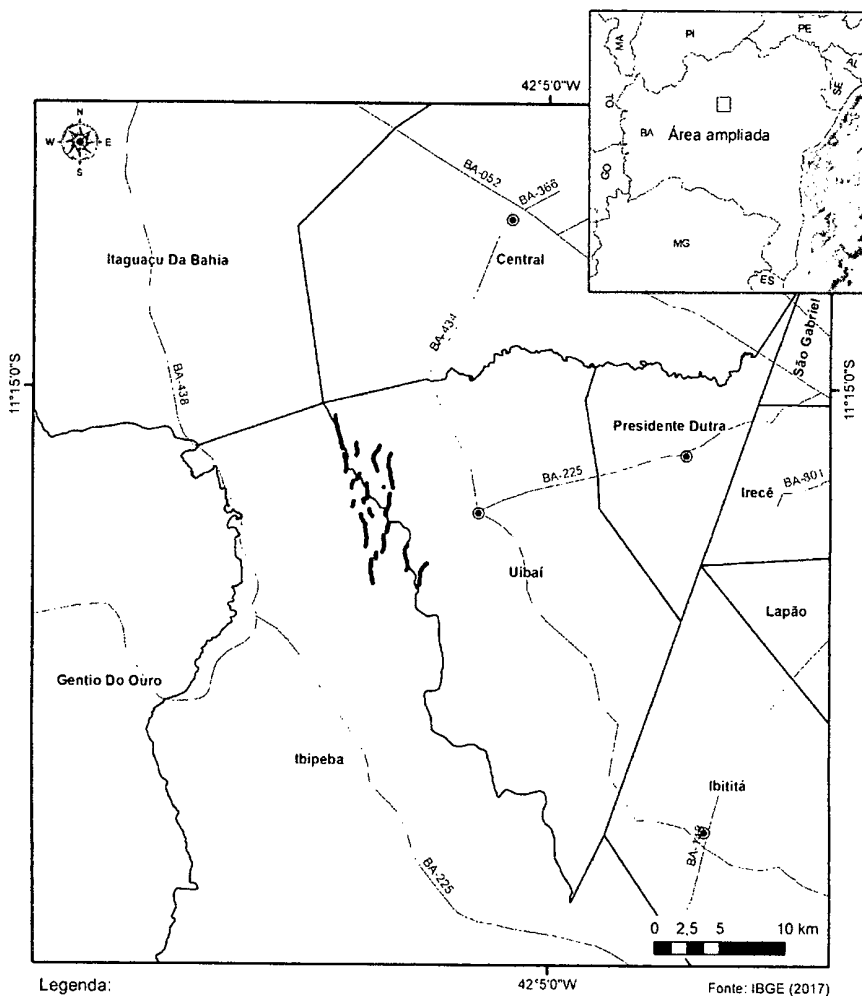 MA
PI
PE
AL
SE
TO
BA
Área ampliada
GO
MG
ES
42°5'0"W
N
W E
S
BA-052
BA-366
Itaguaçu Da Bahia
Central
BA-434
São Gabriel
11°15'0"S
11°15'0"S
BA-438
Presidente Dutra
BA-225
Irecê
BA-801
Uibaí
Lapão
Gentio Do Ouro
Ibipeba
Ibititá
BA-225
0 2,5 5 10 km
Legenda:
42°5'0"W
Fonte: IBGE (2017)